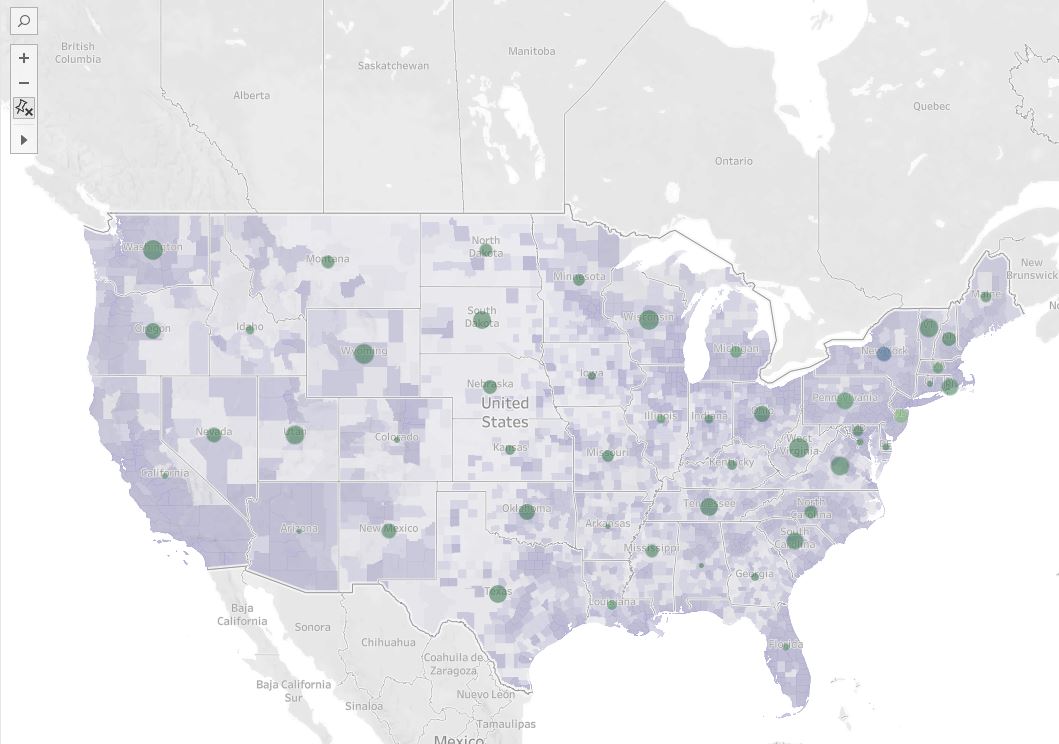 British
Columbia
Manitoba
Saskatchewan
Alberta
Quebec
Ontario
New
Brunswick
Washington
Montana
North
Dakota
Minnesota
Maine
Oregon
Idaho
South
Dakota
Wisconsin
VT
Wyoming
Michigan
New York
Nebraska
Iowa
Pennsylvania
RI
United
States
Nevada
Utah
Colorado
Kansas
Illinois
Indiana
Ohio
West
Virginia
California
Missouri
Kentucky
Oklahoma
Tennessee
North
Carolina
Arizona
New Mexico
Arkansas
South
Carolina
Mississippi
Georgia
Texas
Louisiana
Baja
California
Sonora
Chihuahua
Florida
Coahuila de
Zaragoza
Baja California
Sur
Nuevo León
Sinaloa
Tamaulipas
Mexico